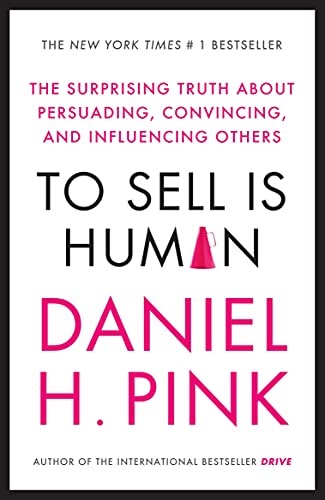 THE NEW YORK TIMES # 1 BESTSELLER
THE SURPRISING TRUTH ABOUT
PERSUADING, CONVINCING,
AND INFLUENCING OTHERS
TO SELL IS
HUMAN
DANIEL
H. PINK
AUTHOR OF THE INTERNATIONAL BESTSELLER DRIVE